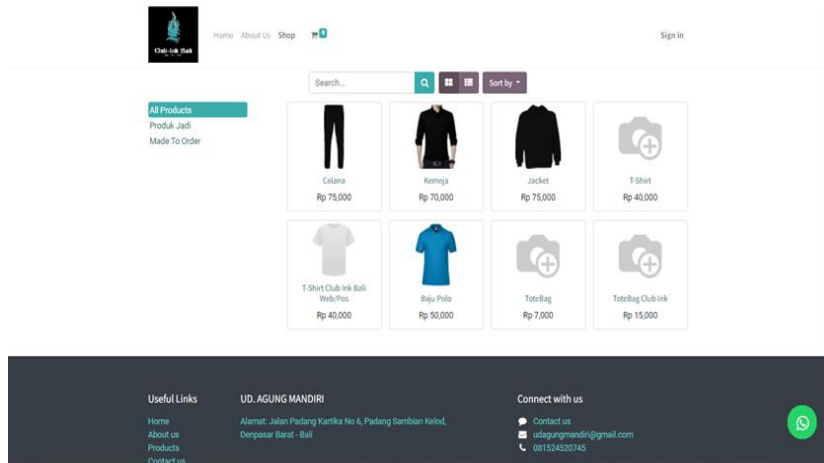 Club-Ink Bali
Home About Us Shop 0
Sign in
Search...
Sort by
All Products
Produk Jadi
Made To Order
Celana
Rp 75,000
Kemeja
Rp 70,000
Jacket
Rp 75,000
T-Shirt
Rp 40,000
T-Shirt Club Ink Bali
Web/Pos
Rp 40,000
Baju Polo
Rp 50,000
ToteBag
Rp 7,000
ToteBag Club Ink
Rp 15,000
Useful Links
Home
About us
Products
Contact us
UD. AGUNG MANDIRI
Alamat: Jalan Padang Kartika No 6, Padang Sambian Kelod,
Denpasar Barat - Bali
Connect with us
Contact us
udagungmandiri@gmail.com
081524520745